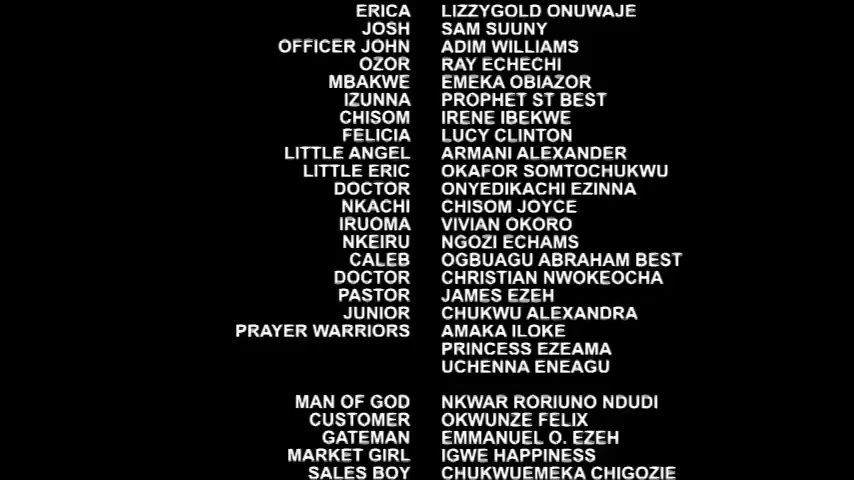 ERICA LIZZYGOLD ONUWAJE
JOSH SAM SUUNY
OFFICER JOHN ADIM WILLIAMS
OZOR RAY ECHECHI
MBAKWE EMEKA OBIAZOR
IZUNNA PROPHET ST BEST
CHISOM IRENE IBEKWE
FELICIA LUCY CLINTON
LITTLE ANGEL ARMANI ALEXANDER
LITTLE ERIC OKAFOR SOMTOCHUKWU
DOCTOR ONYEDIKACHI EZINNA
NKACHI CHISOM JOYCE
IRUOMA VIVIAN OKORO
NKEIRU NGOZI ECHAMS
CALEB OGBUAGU ABRAHAM BEST
DOCTOR CHRISTIAN NWOKEOCHA
PASTOR JAMES EZEH
JUNIOR CHUKWU ALEXANDRA
PRAYER WARRIORS AMAKA ILOKE
PRINCESS EZEAMA
UCHENNA ENEAGU
MAN OF GOD NKWAR RORIUNO NDUDI
CUSTOMER OKWUNZE FELIX
GATEMAN EMMANUEL O. EZEH
MARKET GIRL IGWE HAPPINESS
SALES BOY CHUKWUEMEKA CHIGOZIE